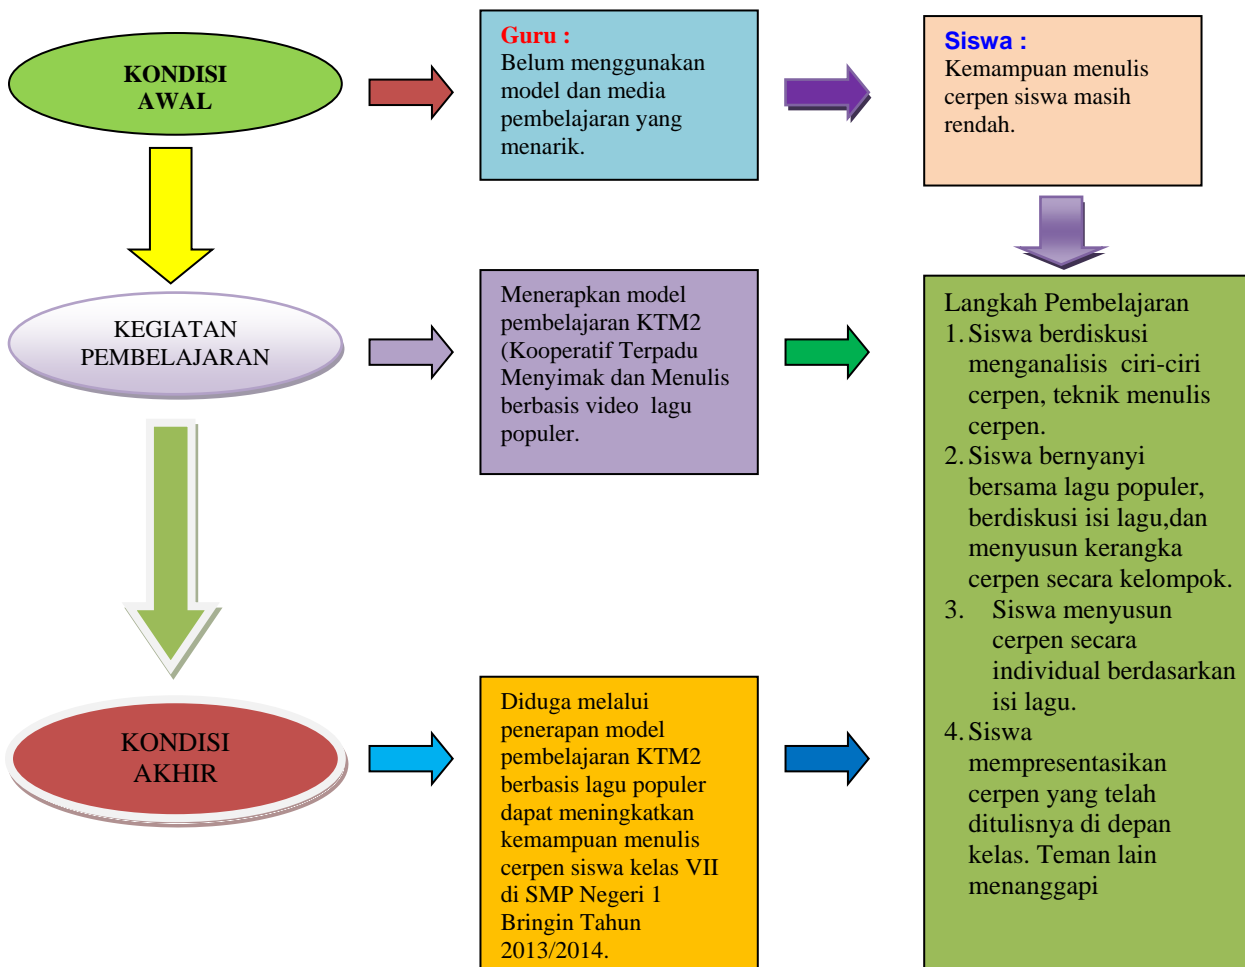 KONDISI
AWAL
Guru :
Belum menggunakan
model dan media
pembelajaran yang
menarik.
Siswa :
Kemampuan menulis
cerpen siswa masih
rendah.
KEGIATAN
PEMBELAJARAN
Menerapkan model
pembelajaran KTM2
(Kooperatif Terpadu
Menyimak dan Menulis
berbasis video lagu
populer.
Langkah Pembelajaran
1. Siswa berdiskusi
menganalisis ciri-ciri
cerpen, teknik menulis
cerpen.
2. Siswa bernyanyi
bersama lagu populer,
berdiskusi isi lagu,dan
menyusun kerangka
cerpen secara kelompok.
3. Siswa menyusun
cerpen secara
individual berdasarkan
isi lagu.
4. Siswa
mempresentasikan
cerpen yang telah
ditulisnya di depan
kelas. Teman lain
menanggapi
KONDISI
AKHIR
Diduga melalui
penerapan model
pembelajaran KTM2
berbasis lagu populer
dapat meningkatkan
kemampuan menulis
cerpen siswa kelas VII
di SMP Negeri 1
Bringin Tahun
2013/2014.